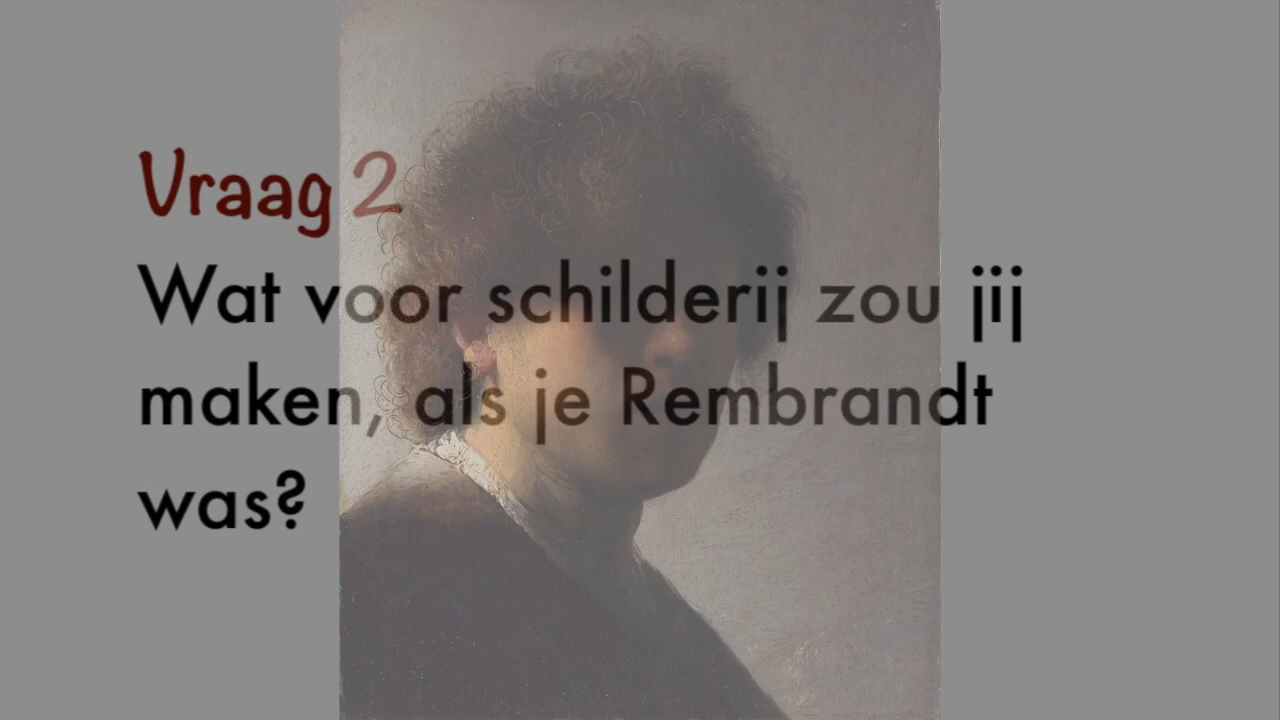 Vraag 2
Wat voor schilderij zou jij
maken, als je Rembrandt
was?